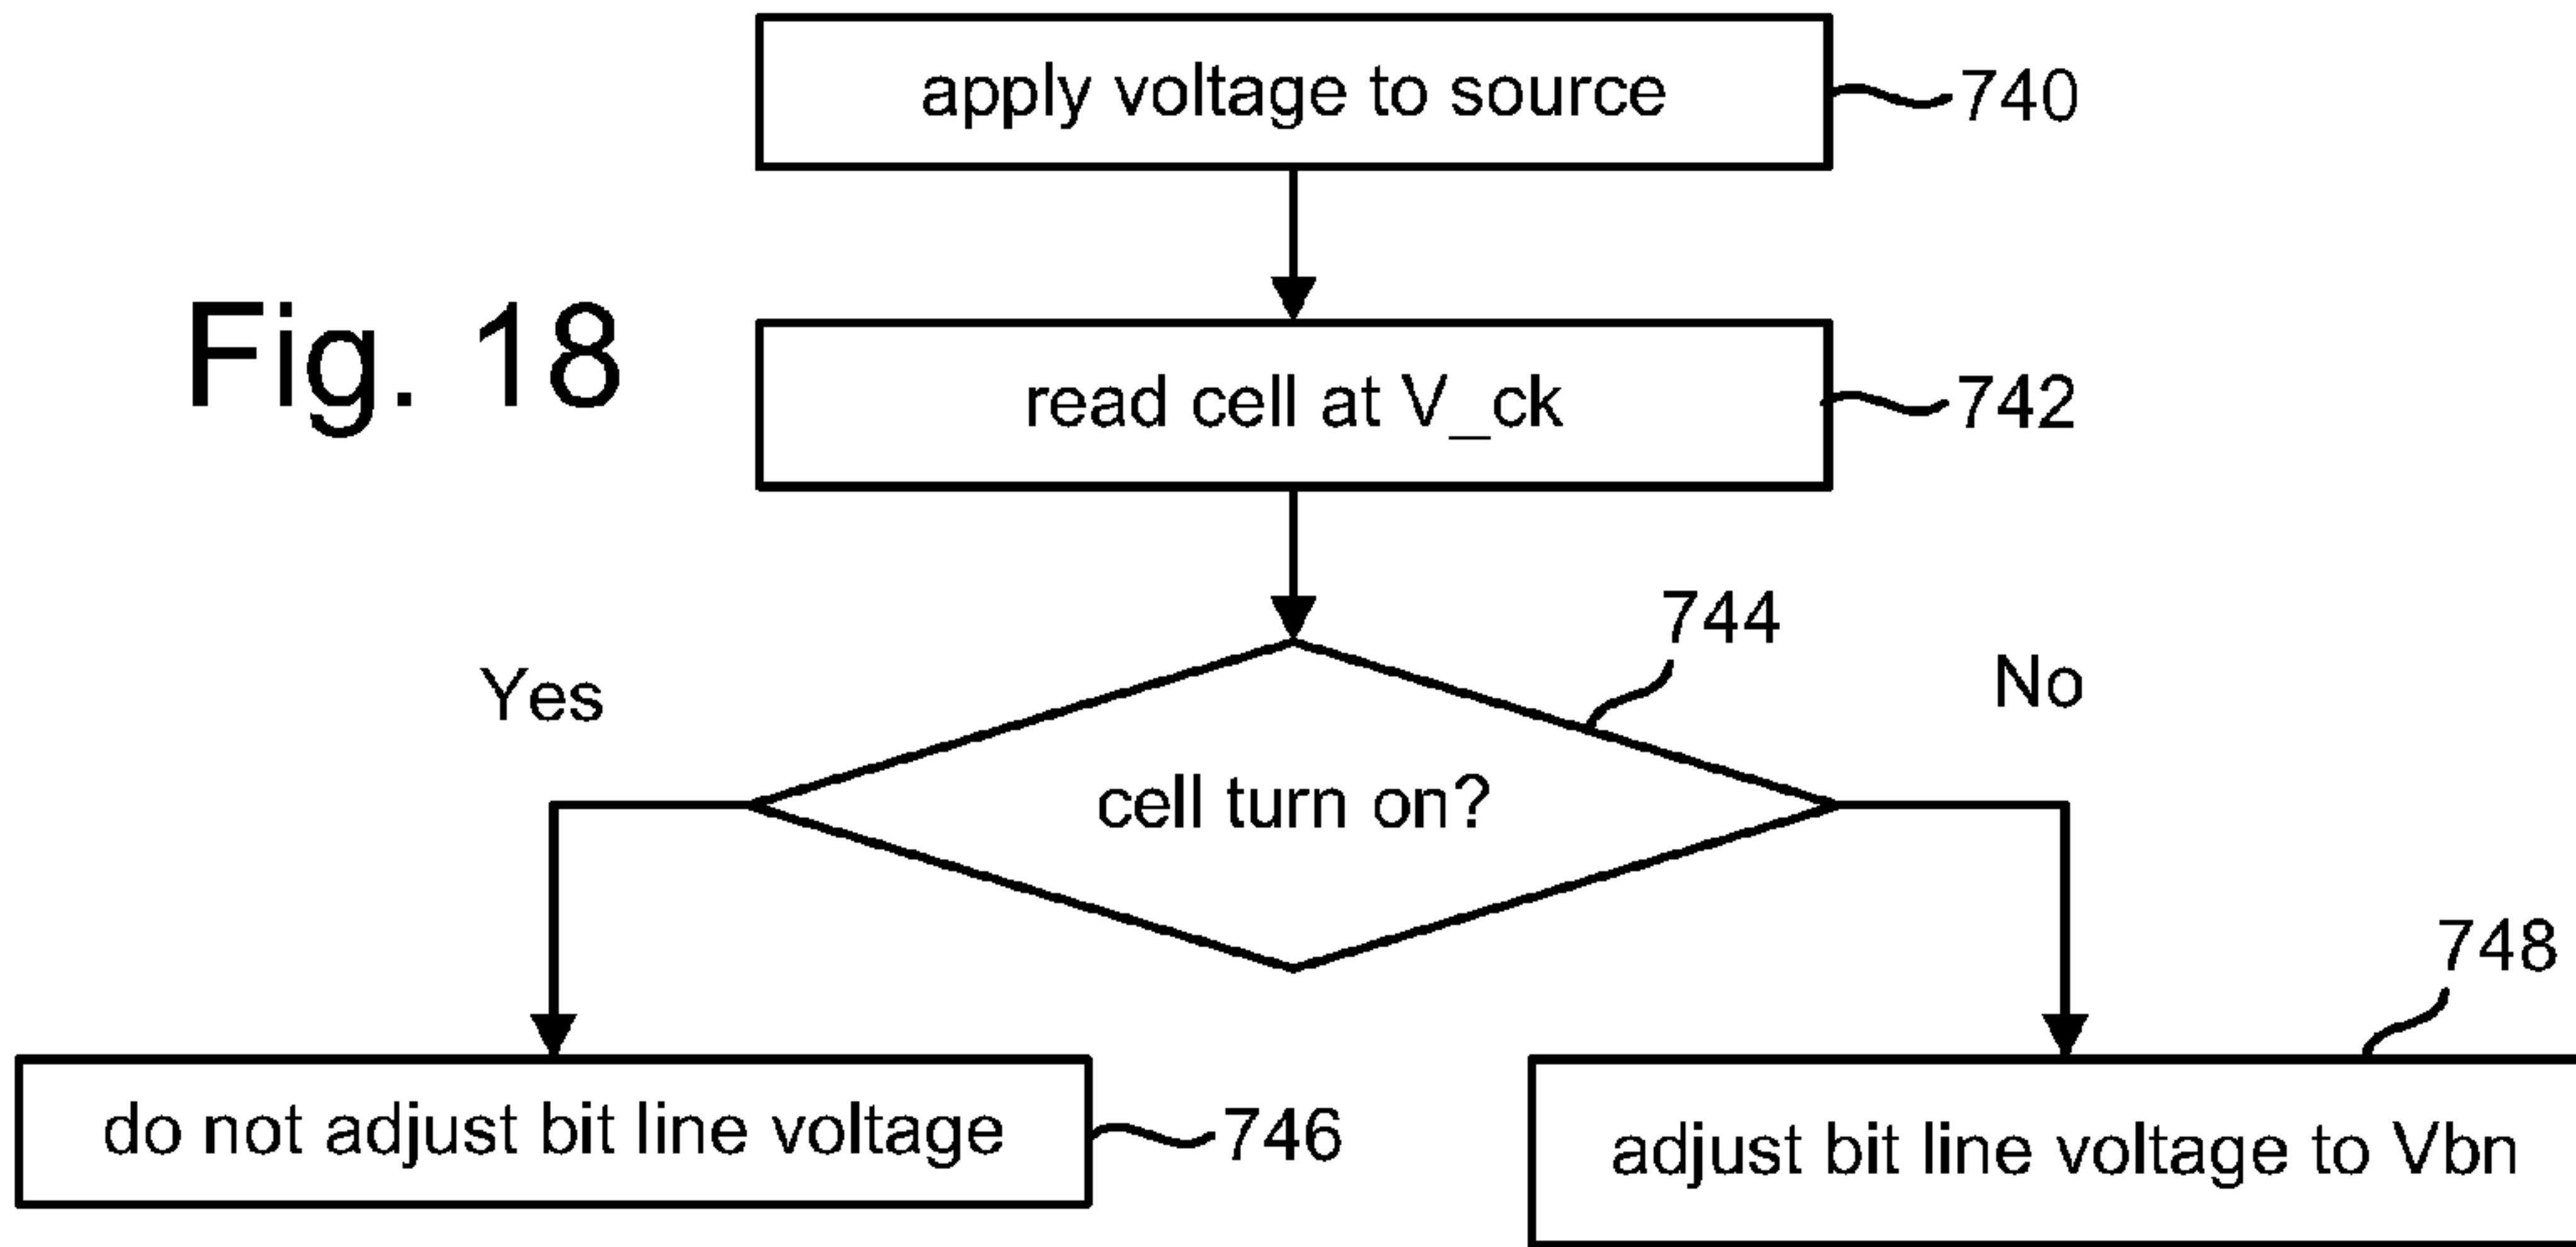 apply voltage to source
740
Fig. 18
read cell at V_ck
742
744
Yes
No
cell turn on?
748
do not adjust bit line voltage
746
adjust bit line voltage to Vbn